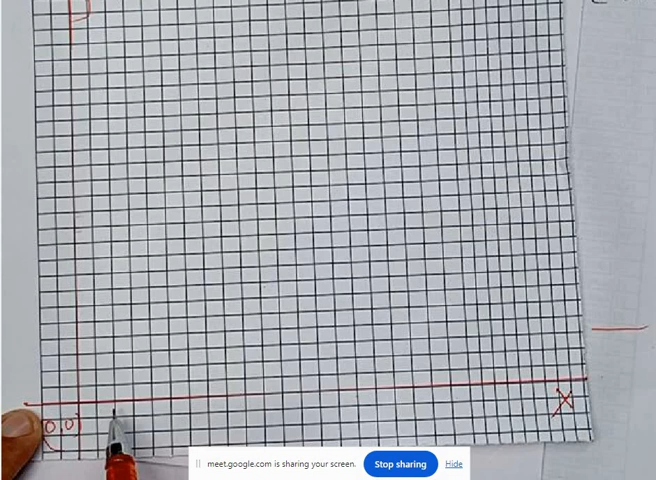 (0,0)
X
meet.google.com is sharing your screen.
Stop sharing
Hide